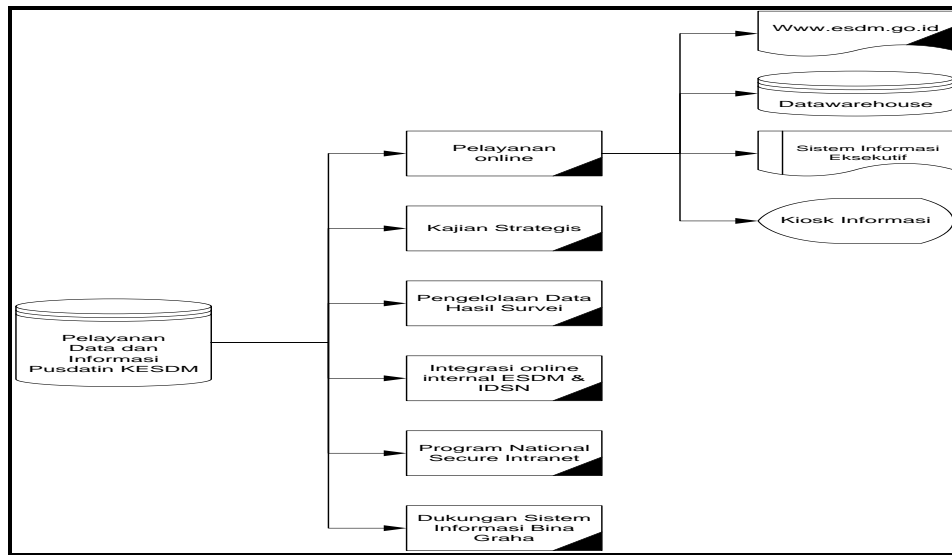 Pelayanan
Data dan
Informasi
Pusdatin KESDM
Pelayanan
online
Kajian Strategis
Pengelolaan Data
Hasil Survei
Integrasi online
internal ESDM &
IDSN
Program National
Secure Intranet
Dukungan Sistem
Informasi Bina
Graha
Www.esdm.go.id
Datawarehouse
Sistem Informasi
Eksekutif
Kiosk Informasi